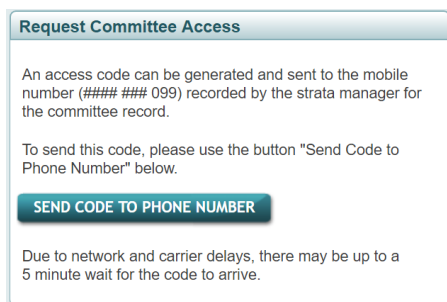 Request Committee Access
An access code can be generated and sent to the mobile
number (#### ### 099) recorded by the strata manager for
the committee record.
To send this code, please use the button "Send Code to
Phone Number" below.
SEND CODE TO PHONE NUMBER
Due to network and carrier delays, there may be up to a
5 minute wait for the code to arrive.